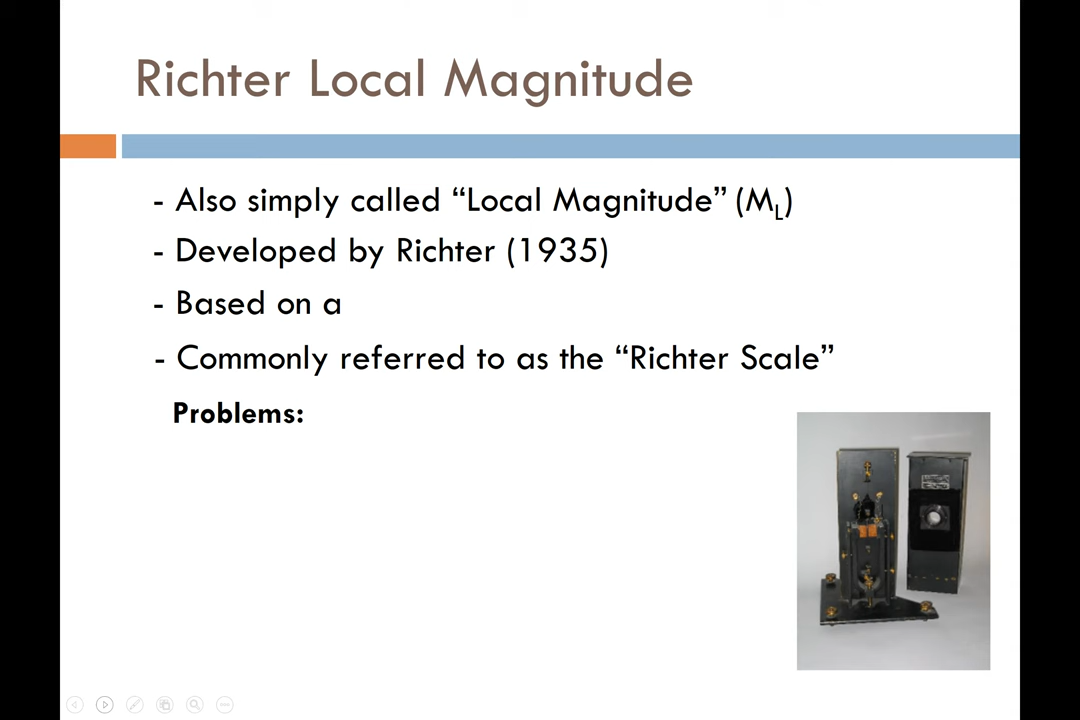 Richter Local Magnitude
- Also simply called “Local Magnitude” (ML)
- Developed by Richter (1935)
- Based on a
- Commonly referred to as the “Richter Scale”
Problems: